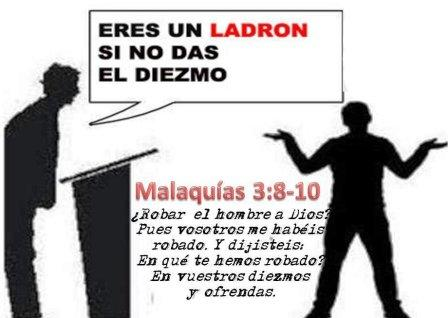 ERES UN LADRON
SI NO DAS
EL DIEZMO
Malaquías 3:8-10
¿Robar el hombre a Dios?
Pues vosotros me habéis
robado. Y dijisteis:
En qué te hemos robado?
En vuestros diezmos
y ofrendas.